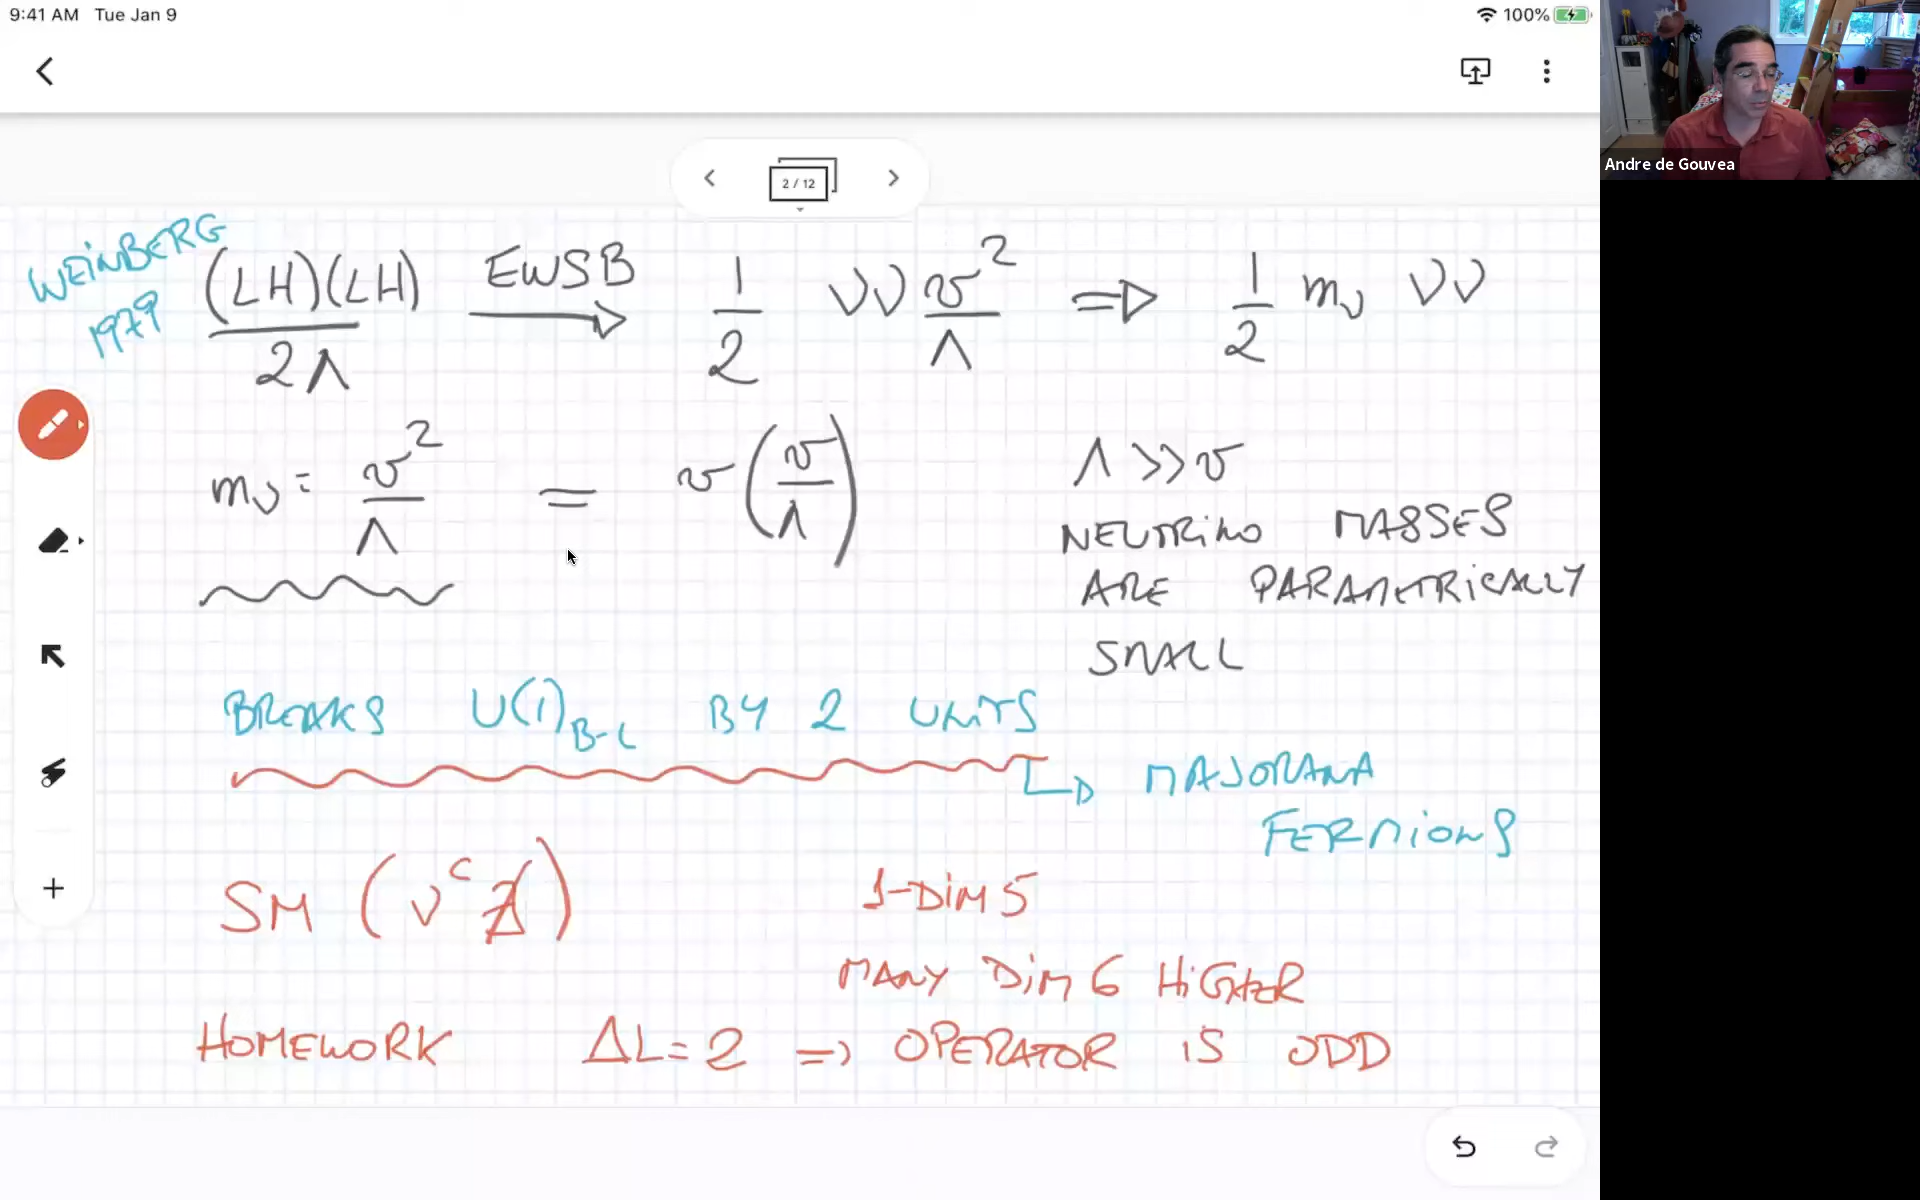 9:41 AM Tue Jan 9
100%
Andre de Gouvea
2 / 12
WEINBERG
1979
(LH)(LH) / 2Λ EWSB → 1/2 νν v²/Λ ⇒ 1/2 mν νν
mν = v²/Λ = v(v/Λ)
Λ >> v
NEUTRINO MASSES
ARE PARAMETRICALLY
SMALL
BREAKS U(1)B-L BY 2 UNITS
↳ MAJORANA
FERMIONS
SM (νᶜ ∄)
1-DIM 5
MANY DIM 6 HIGHER
HOMEWORK ΔL = 2 ⇒ OPERATOR IS ODD